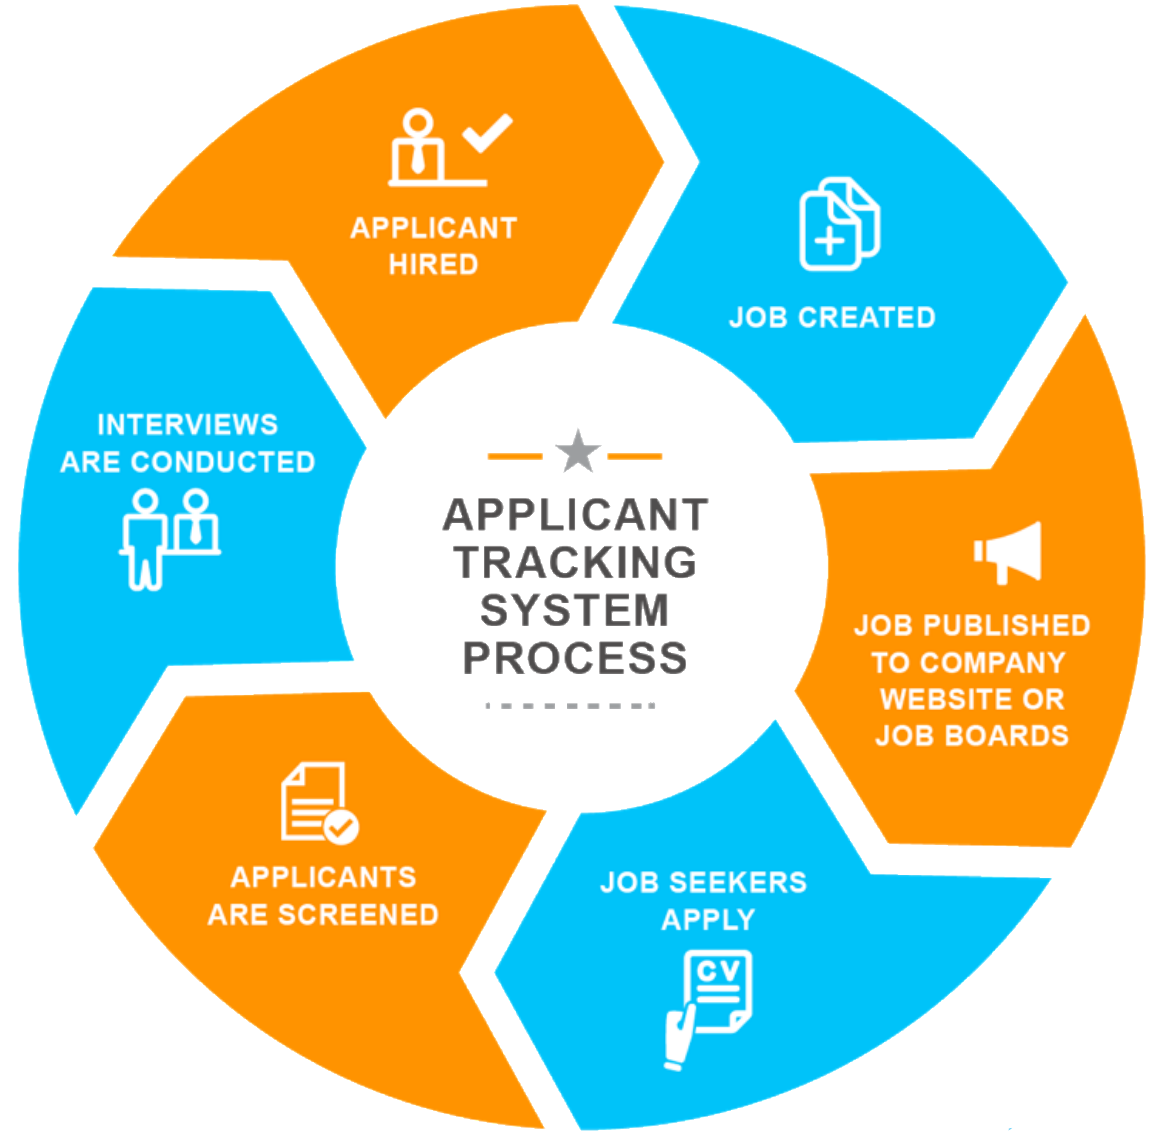 APPLICANT
TRACKING
SYSTEM
PROCESS
JOB CREATED
JOB PUBLISHED
TO COMPANY
WEBSITE OR
JOB BOARDS
JOB SEEKERS
APPLY
CV
APPLICANTS
ARE SCREENED
INTERVIEWS
ARE CONDUCTED
APPLICANT
HIRED